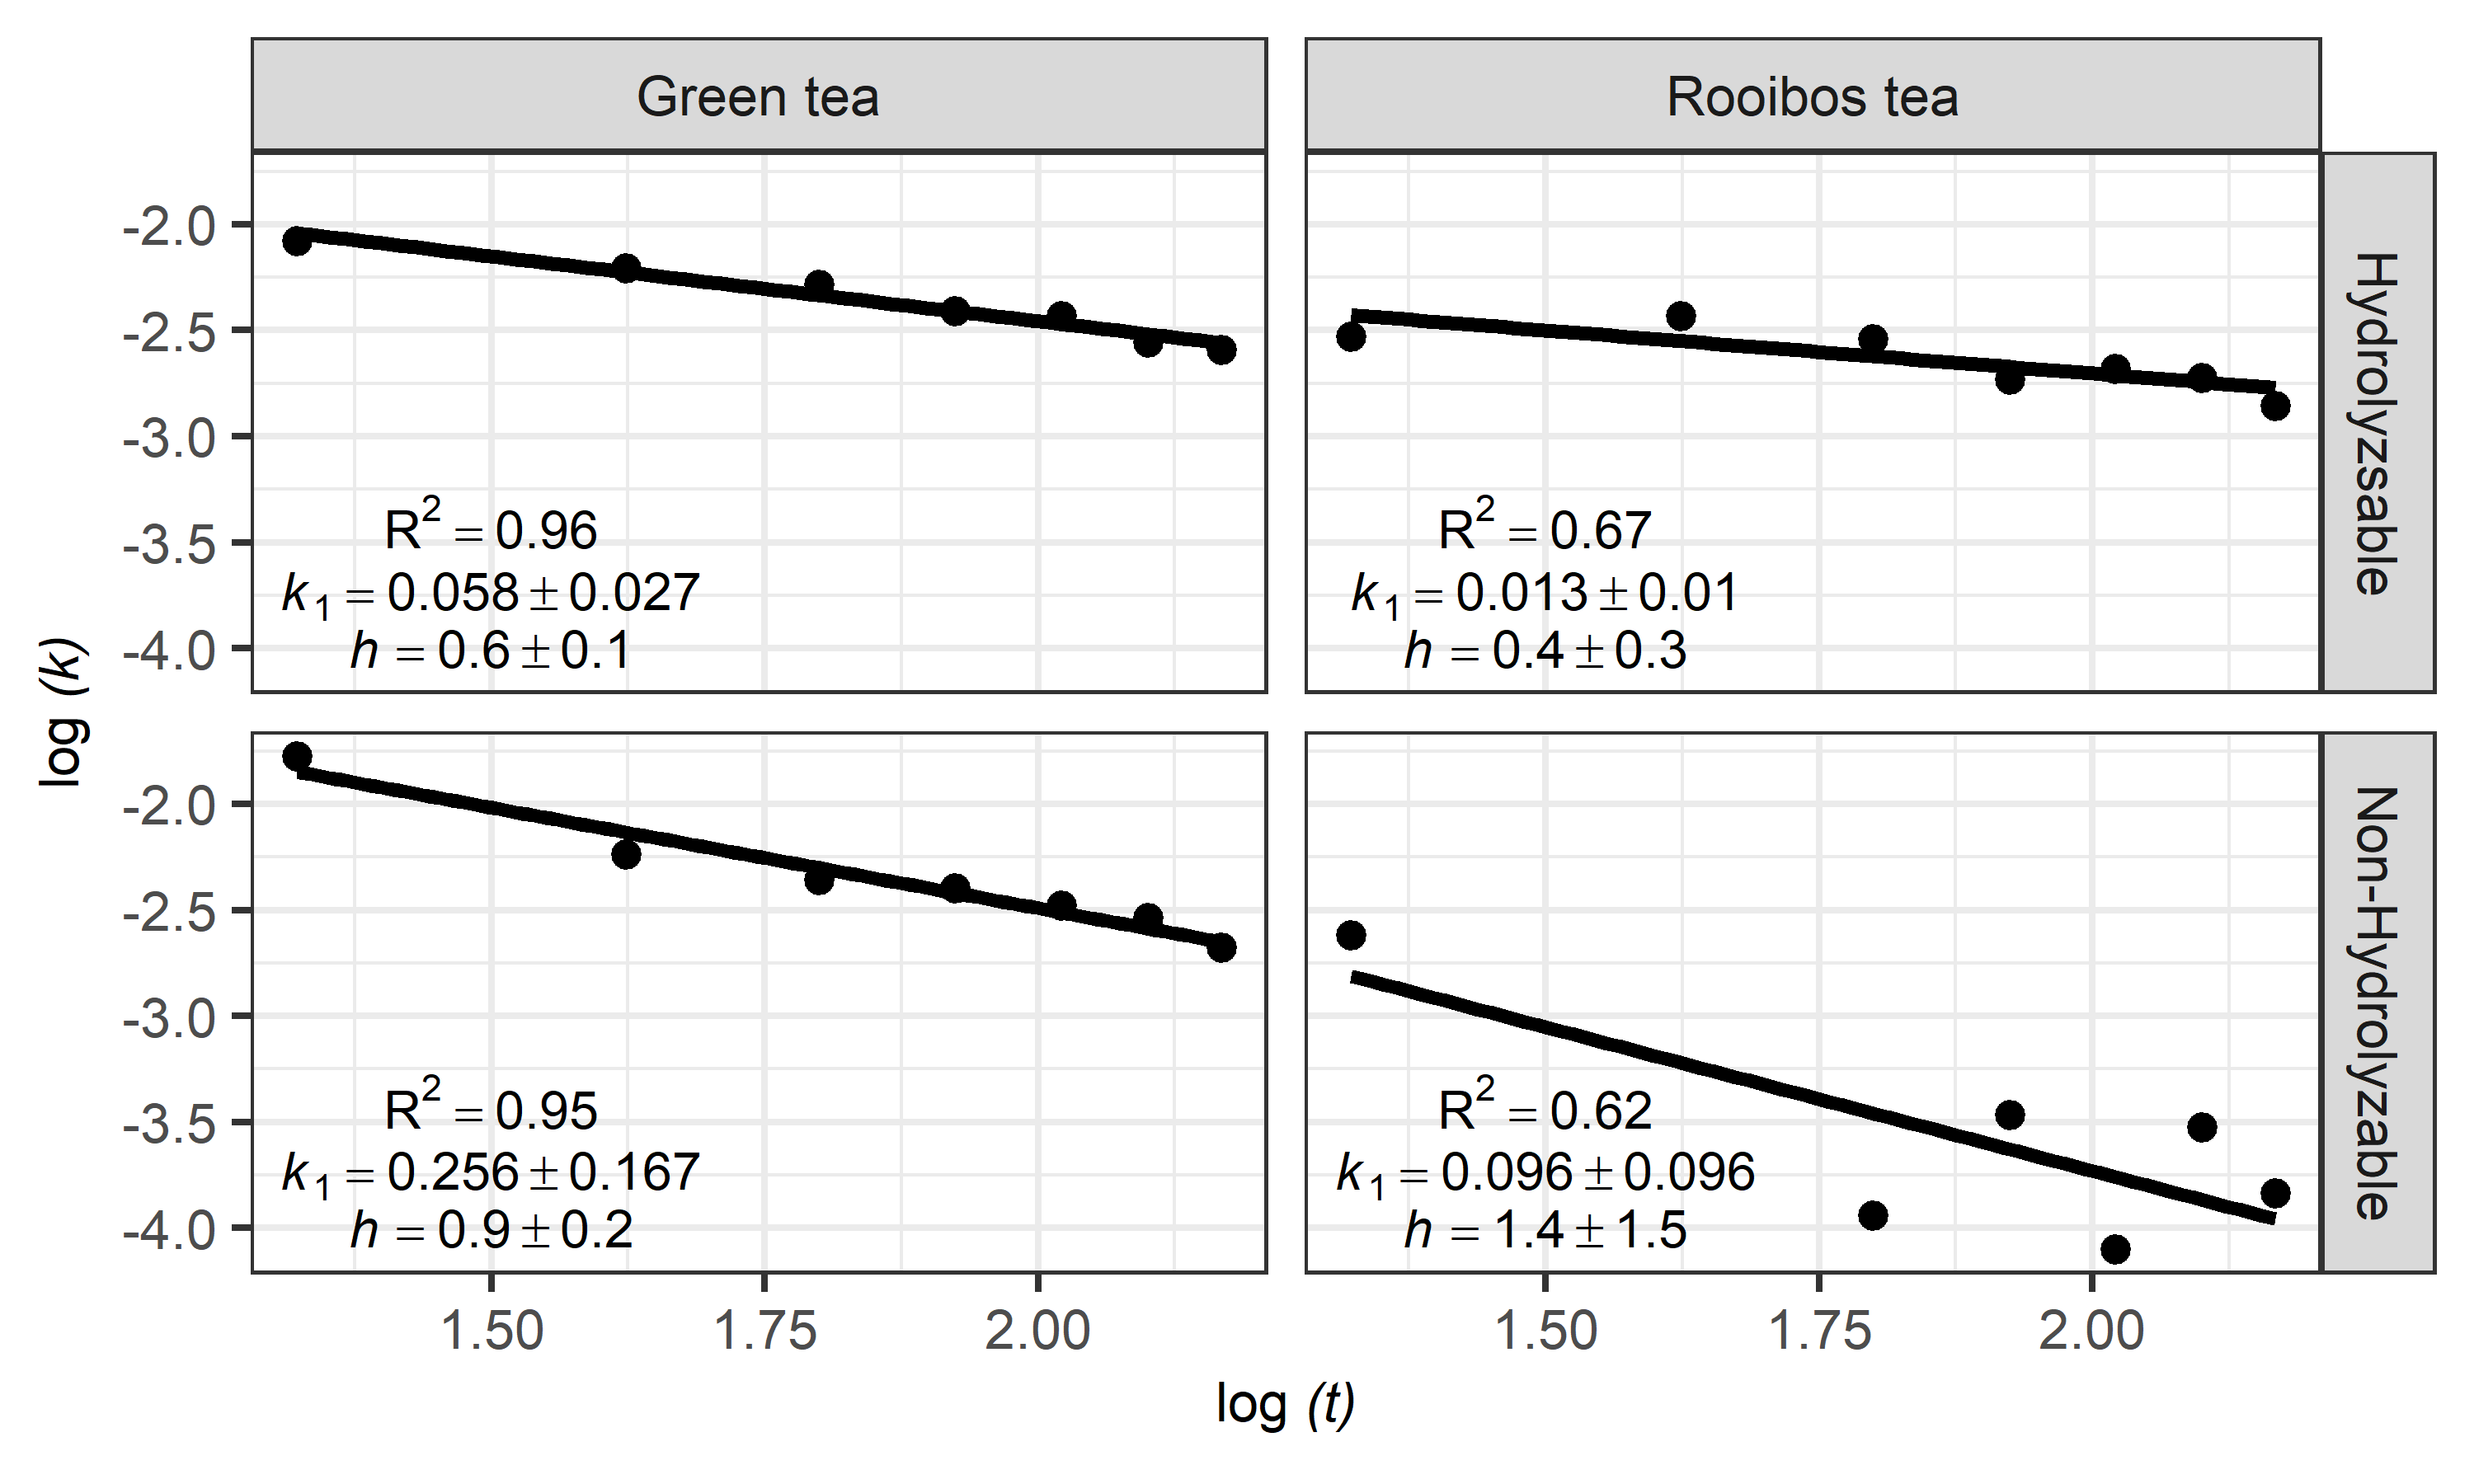 Green tea
Rooibos tea
-2.0
-2.5
-3.0
-3.5
-4.0
R² = 0.96
k₁ = 0.058 ± 0.027
h = 0.6 ± 0.1
R² = 0.67
k₁ = 0.013 ± 0.01
h = 0.4 ± 0.3
Hydrolyzsable
log (k)
-2.0
-2.5
-3.0
-3.5
-4.0
R² = 0.95
k₁ = 0.256 ± 0.167
h = 0.9 ± 0.2
R² = 0.62
k₁ = 0.096 ± 0.096
h = 1.4 ± 1.5
Non-Hydrolyzable
1.50 1.75 2.00
1.50 1.75 2.00
log (t)